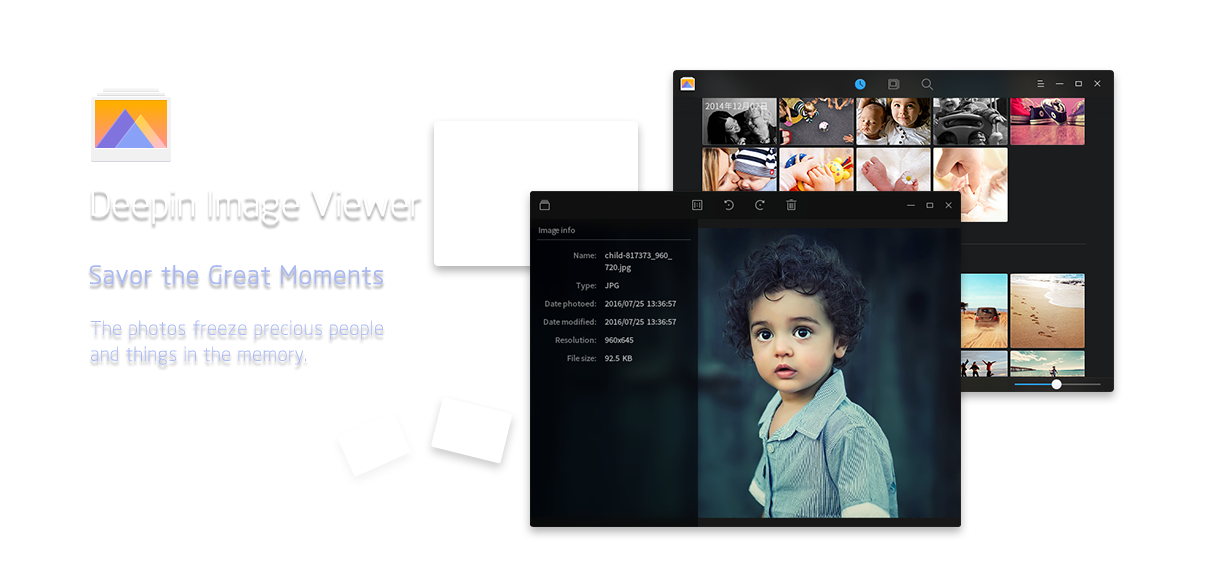 Deepin Image Viewer
Savor the Great Moments
The photos freeze precious people
and things in the memory.
2014年12月02日
Image info
Name: child-817373_960_
720.jpg
Type: JPG
Date photoed: 2016/07/25 13:36:57
Date modified: 2016/07/25 13:36:57
Resolution: 960x645
File size: 92.5 KB